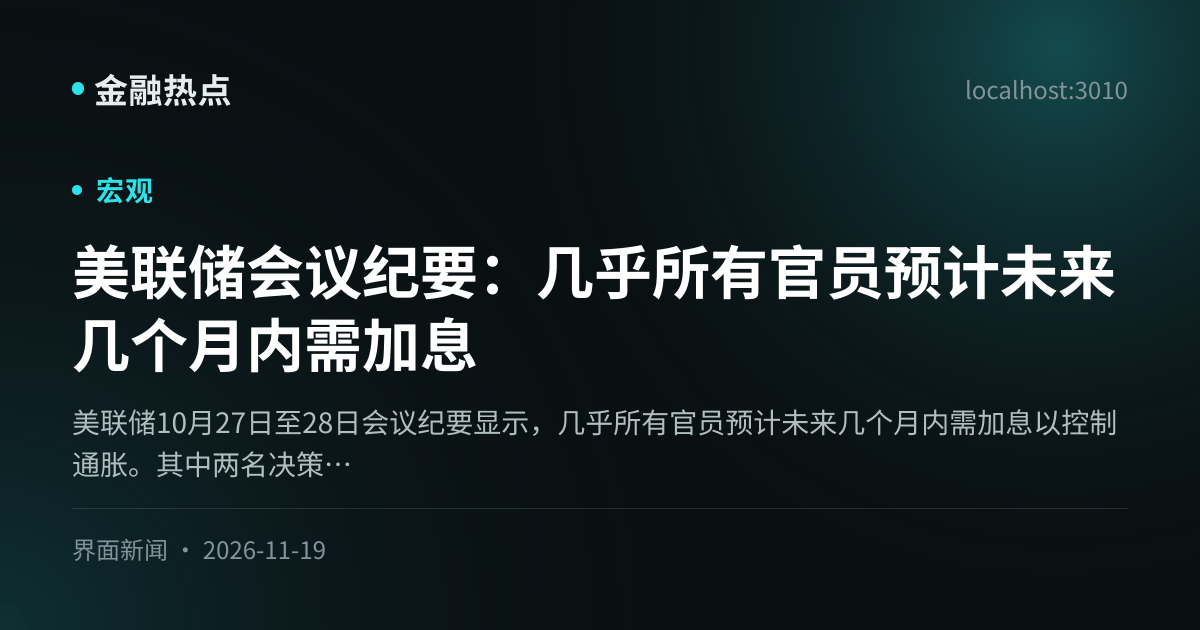 金融热点
localhost:3010
宏观
美联储会议纪要：几乎所有官员预计未来
几个月内需加息
美联储10月27日至28日会议纪要显示，几乎所有官员预计未来几个月内需加息以控制
通胀。其中两名决策…
界面新闻 • 2026-11-19